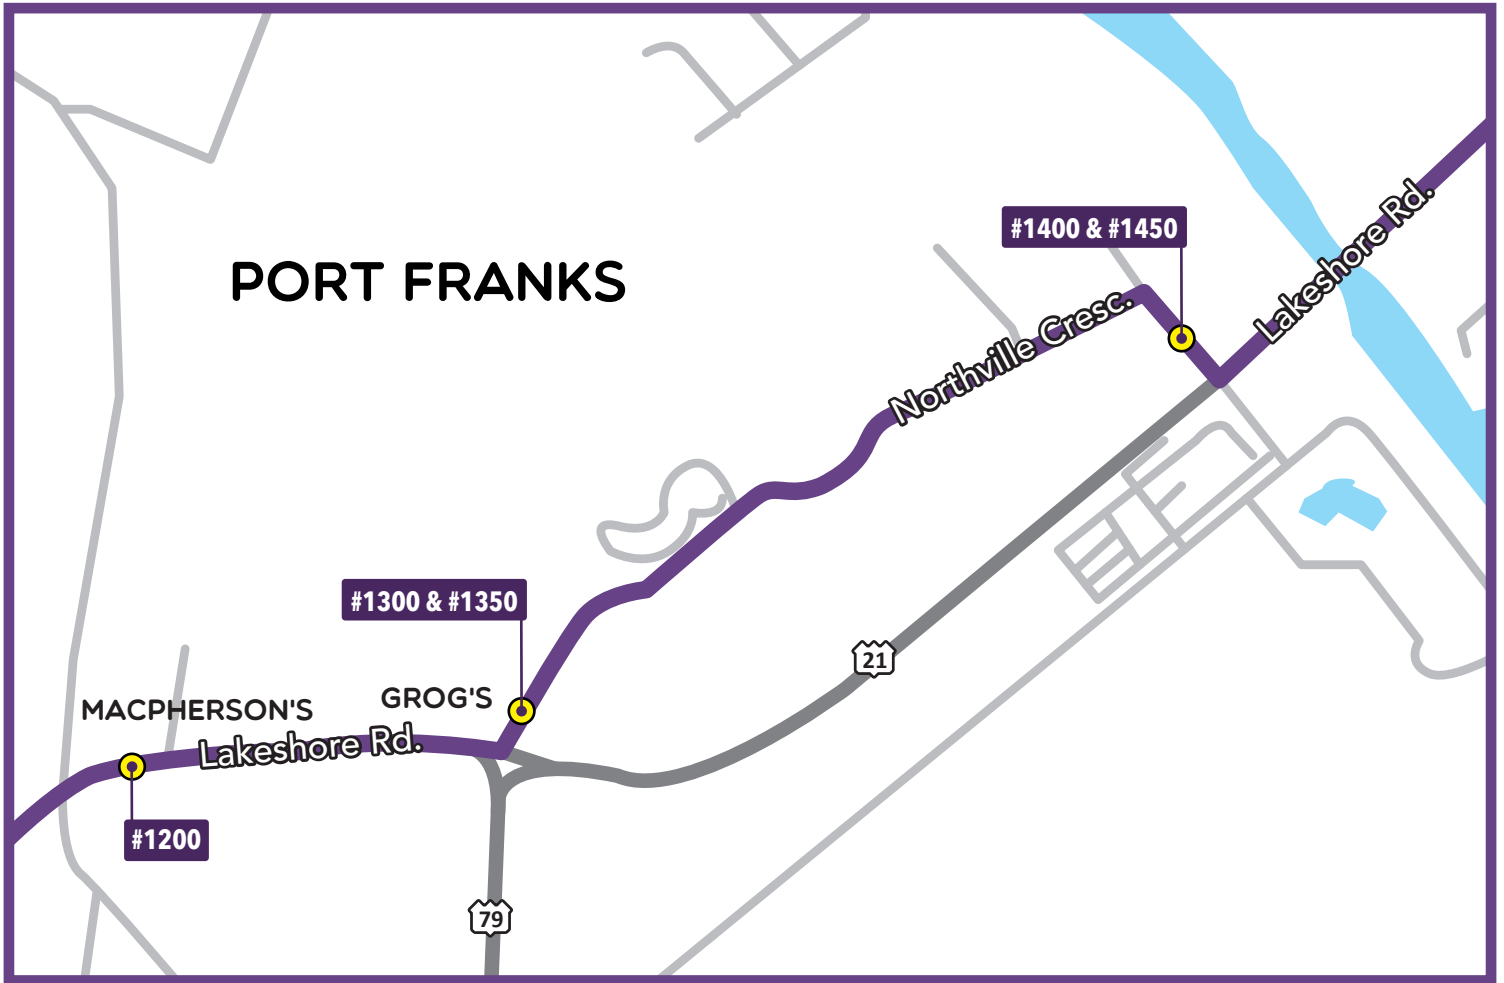 #1400 & #1450
Lakeshore Rd.
PORT FRANKS
Northville Cresc.
#1300 & #1350
21
GROG'S
MACPHERSON'S
Lakeshore Rd.
#1200
79